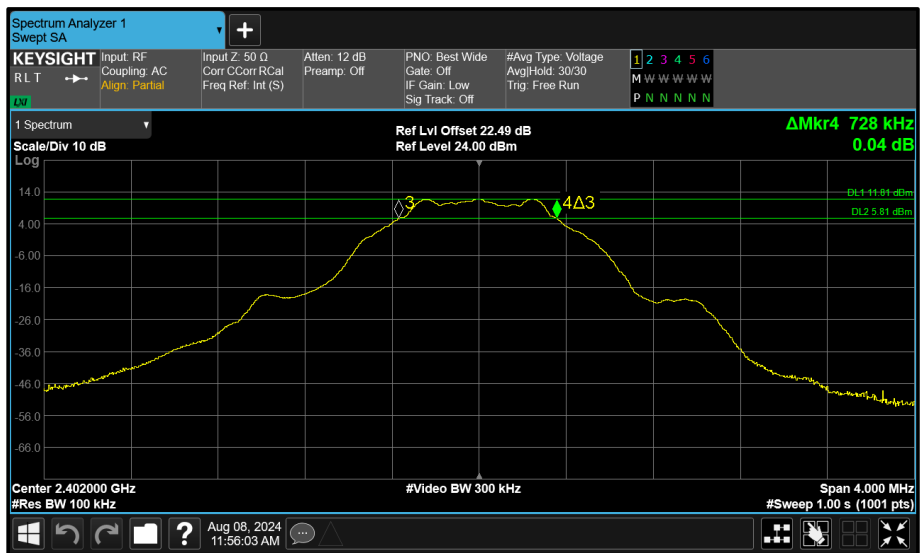 Spectrum Analyzer 1
Swept SA
+
KEYSIGHT
R L T
LXI
Input: RF
Coupling: AC
Align: Partial
Input Z: 50 Ω
Corr CCorr RCal
Freq Ref: Int (S)
Atten: 12 dB
Preamp: Off
PNO: Best Wide
Gate: Off
IF Gain: Low
Sig Track: Off
#Avg Type: Voltage
Avg|Hold: 30/30
Trig: Free Run
1 2 3 4 5 6
M W W W W W
P N N N N N
1 Spectrum
Scale/Div 10 dB
Log
Ref Lvl Offset 22.49 dB
Ref Level 24.00 dBm
ΔMkr4 728 kHz
0.04 dB
14.0
4.00
-6.00
-16.0
-26.0
-36.0
-46.0
-56.0
-66.0
DL1 11.81 dBm
DL2 5.81 dBm
3
4Δ3
Center 2.402000 GHz
#Res BW 100 kHz
#Video BW 300 kHz
Span 4.000 MHz
#Sweep 1.00 s (1001 pts)
?
Aug 08, 2024
11:56:03 AM